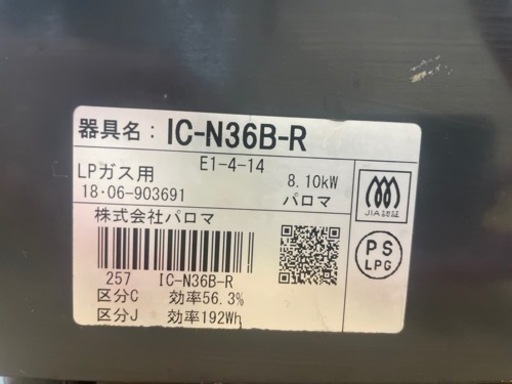 器具名：IC-N36B-R
E1-4-14
LPガス用 8.10kW
18・06-903691 パロマ
株式会社パロマ
257 IC-N36B-R
区分C 効率56.3%
区分J 効率192Wh
JIA認証
PS
LPG